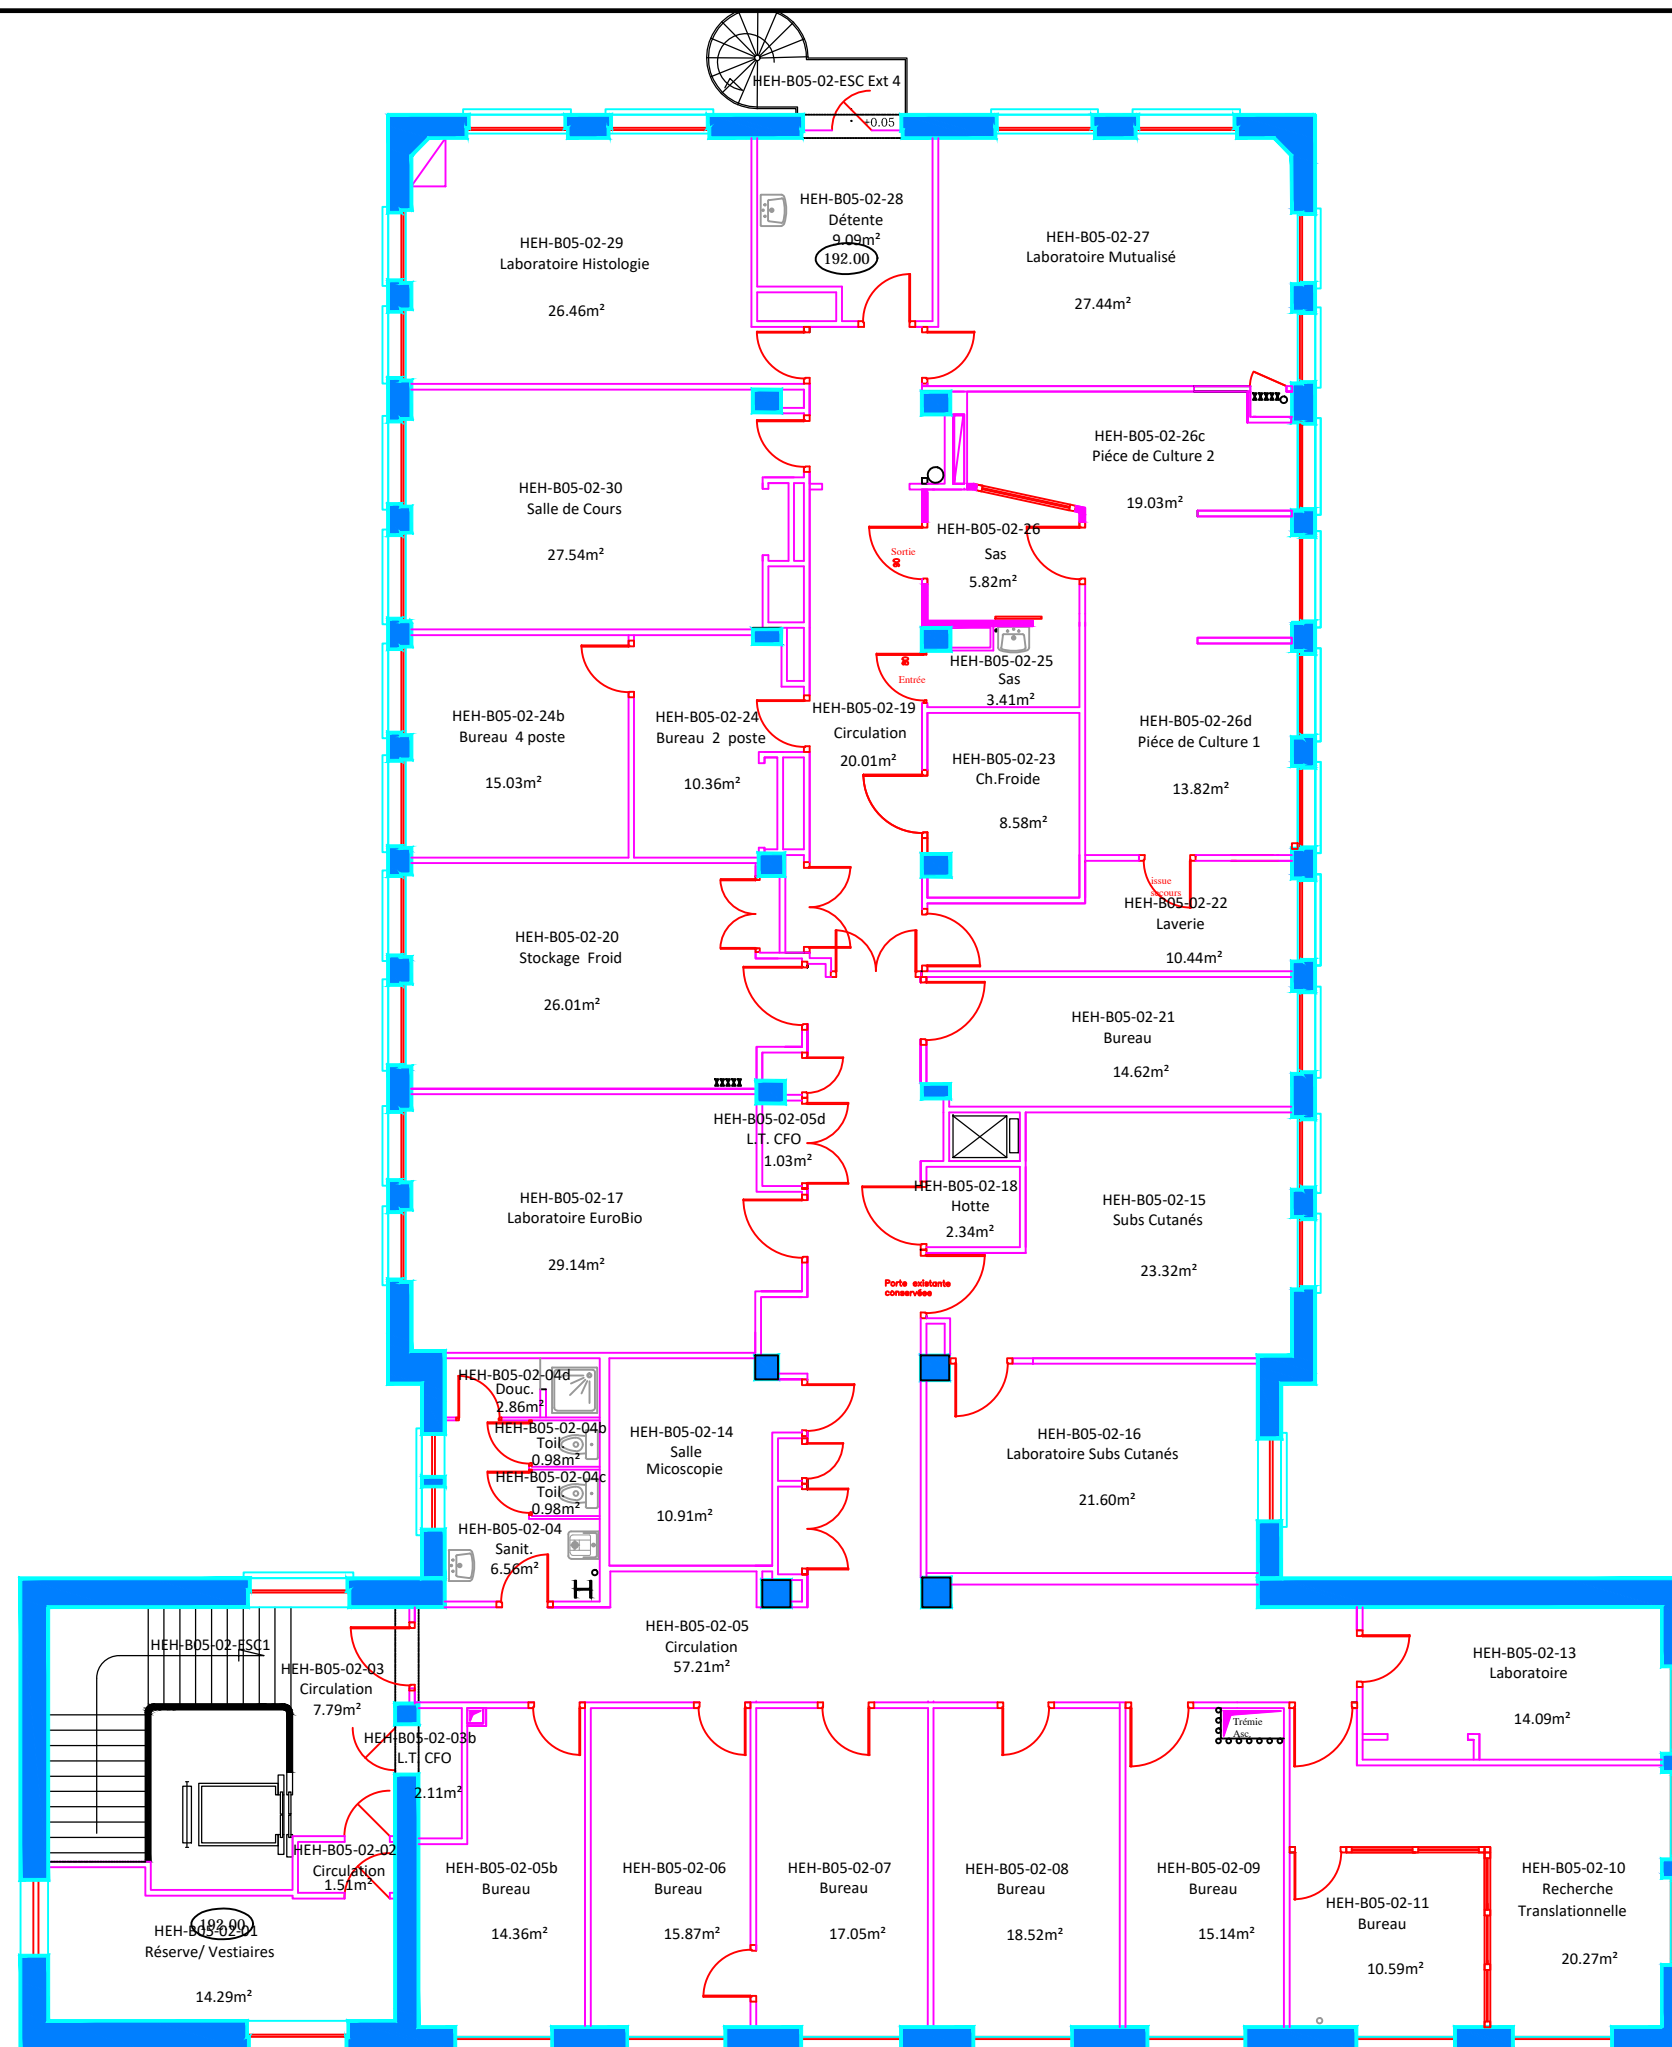 HEH-B05-02-ESC Ext 4
+0.05
HEH-B05-02-28
Détente
9.09m²
192.00
HEH-B05-02-29
Laboratoire Histologie
26.46m²
HEH-B05-02-27
Laboratoire Mutualisé
27.44m²
HEH-B05-02-26c
Piéce de Culture 2
19.03m²
HEH-B05-02-30
Salle de Cours
27.54m²
HEH-B05-02-26
Sas
5.82m²
Sortie
90
HEH-B05-02-25
Sas
3.41m²
90
Entrée
HEH-B05-02-24b
Bureau 4 poste
15.03m²
HEH-B05-02-24
Bureau 2 poste
10.36m²
HEH-B05-02-19
Circulation
20.01m²
HEH-B05-02-23
Ch.Froide
8.58m²
HEH-B05-02-26d
Piéce de Culture 1
13.82m²
issue
secours
HEH-B05-02-22
Laverie
10.44m²
HEH-B05-02-20
Stockage Froid
26.01m²
HEH-B05-02-21
Bureau
14.62m²
HEH-B05-02-05d
L.T. CFO
1.03m²
HEH-B05-02-17
Laboratoire EuroBio
29.14m²
HEH-B05-02-18
Hotte
2.34m²
HEH-B05-02-15
Subs Cutanés
23.32m²
Porte existante
conservée
HEH-B05-02-04d
Douc.
2.86m²
HEH-B05-02-04b
Toil.
0.98m²
HEH-B05-02-04c
Toil.
0.98m²
HEH-B05-02-04
Sanit.
6.56m²
HEH-B05-02-14
Salle
Micoscopie
10.91m²
HEH-B05-02-16
Laboratoire Subs Cutanés
21.60m²
HEH-B05-02-ESC1
HEH-B05-02-03
Circulation
7.79m²
HEH-B05-02-05
Circulation
57.21m²
HEH-B05-02-13
Laboratoire
14.09m²
HEH-B05-02-03b
L.T. CFO
2.11m²
Trémie
Asc.
HEH-B05-02-02
Circulation
1.51m²
192.00
HEH-B05-02-01
Réserve/ Vestiaires
14.29m²
HEH-B05-02-05b
Bureau
14.36m²
HEH-B05-02-06
Bureau
15.87m²
HEH-B05-02-07
Bureau
17.05m²
HEH-B05-02-08
Bureau
18.52m²
HEH-B05-02-09
Bureau
15.14m²
HEH-B05-02-11
Bureau
10.59m²
HEH-B05-02-10
Recherche
Translationnelle
20.27m²